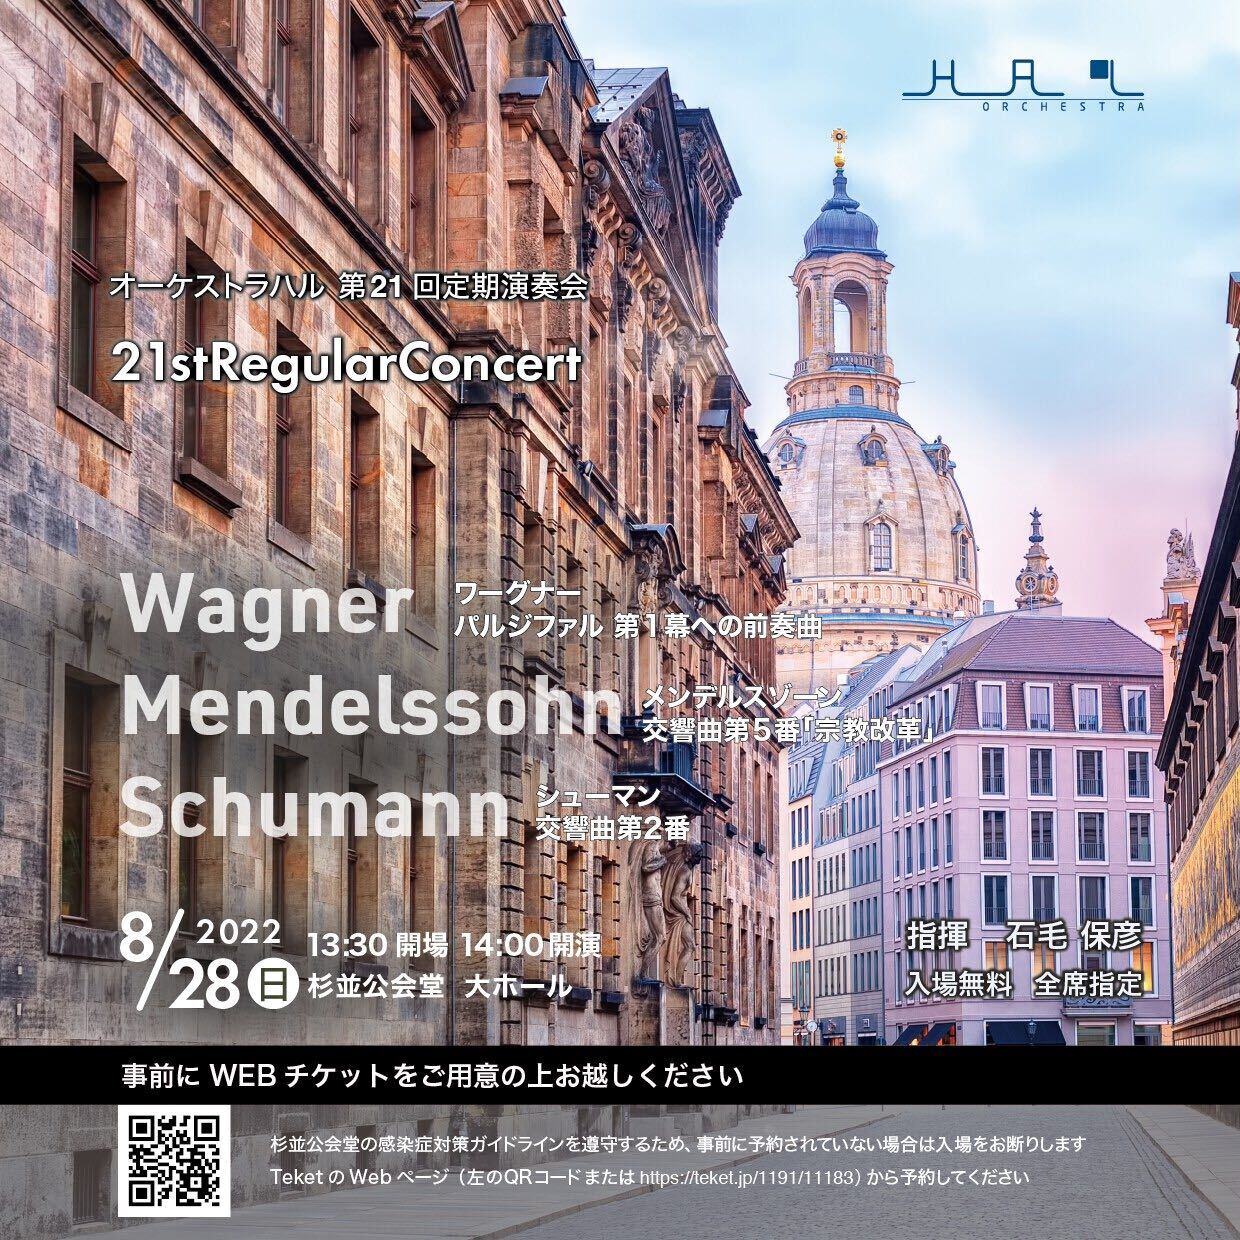 HAL
ORCHESTRA
オーケストラハル 第21回定期演奏会
21stRegularConcert
Wagner
ワーグナー
パルジファル 第1幕への前奏曲
Mendelssohn
メンデルスゾーン
交響曲第5番「宗教改革」
Schumann
シューマン
交響曲第2番
8/28 2022 日
13:30 開場 14:00 開演
杉並公会堂 大ホール
指揮 石毛 保彦
入場無料 全席指定
事前に WEB チケットをご用意の上お越しください
杉並公会堂の感染症対策ガイドラインを遵守するため、事前に予約されていない場合は入場をお断りします
Teket の Web ページ（左のQRコードまたは https://teket.jp/1191/11183）から予約してください